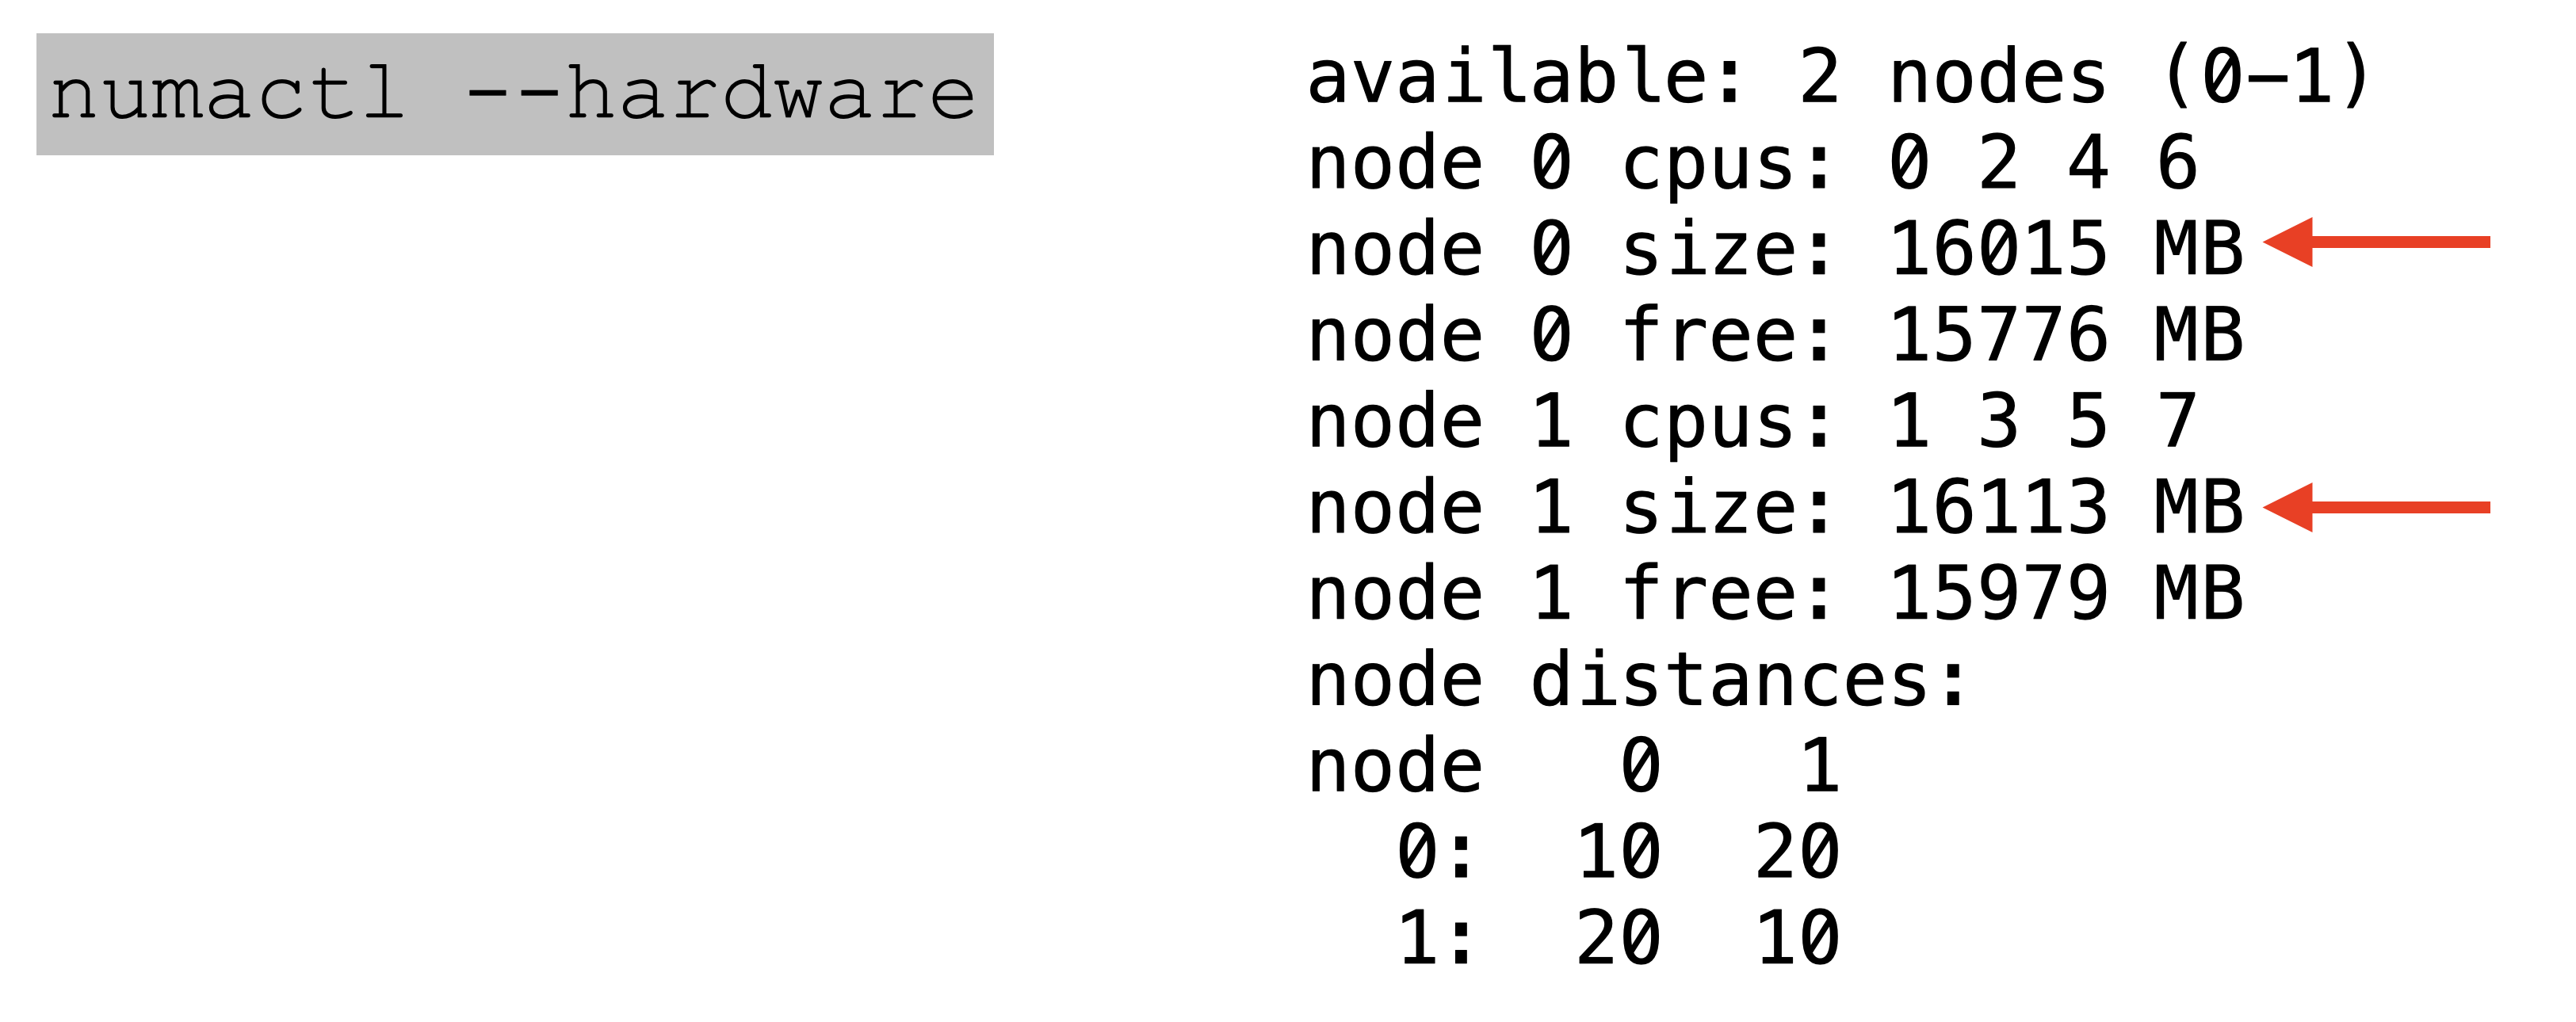 numactl --hardware
available: 2 nodes (0-1)
node 0 cpus: 0 2 4 6
node 0 size: 16015 MB
node 0 free: 15776 MB
node 1 cpus: 1 3 5 7
node 1 size: 16113 MB
node 1 free: 15979 MB
node distances:
node   0   1
  0:  10  20
  1:  20  10